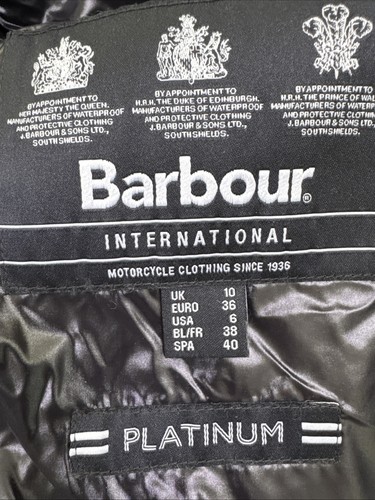 BY APPOINTMENT TO
HER MAJESTY THE QUEEN.
MANUFACTURERS OF WATERPROOF
AND PROTECTIVE CLOTHING
J. BARBOUR & SONS LTD.,
SOUTH SHIELDS.
BY APPOINTMENT TO
H.R.H. THE DUKE OF EDINBURGH.
MANUFACTURERS OF WATERPROOF
AND PROTECTIVE CLOTHING
J. BARBOUR & SONS LTD.,
SOUTH SHIELDS.
BY APPOINTMENT TO
H.R.H. THE PRINCE OF WAL
MANUFACTURERS OF WATERPR
AND PROTECTIVE CLOTHIN
J. BARBOUR & SONS LTD.
SOUTH SHIELDS.
Barbour®
INTERNATIONAL
MOTORCYCLE CLOTHING SINCE 1936
UK 10
EURO 36
USA 6
BL/FR 38
SPA 40
PLATINUM